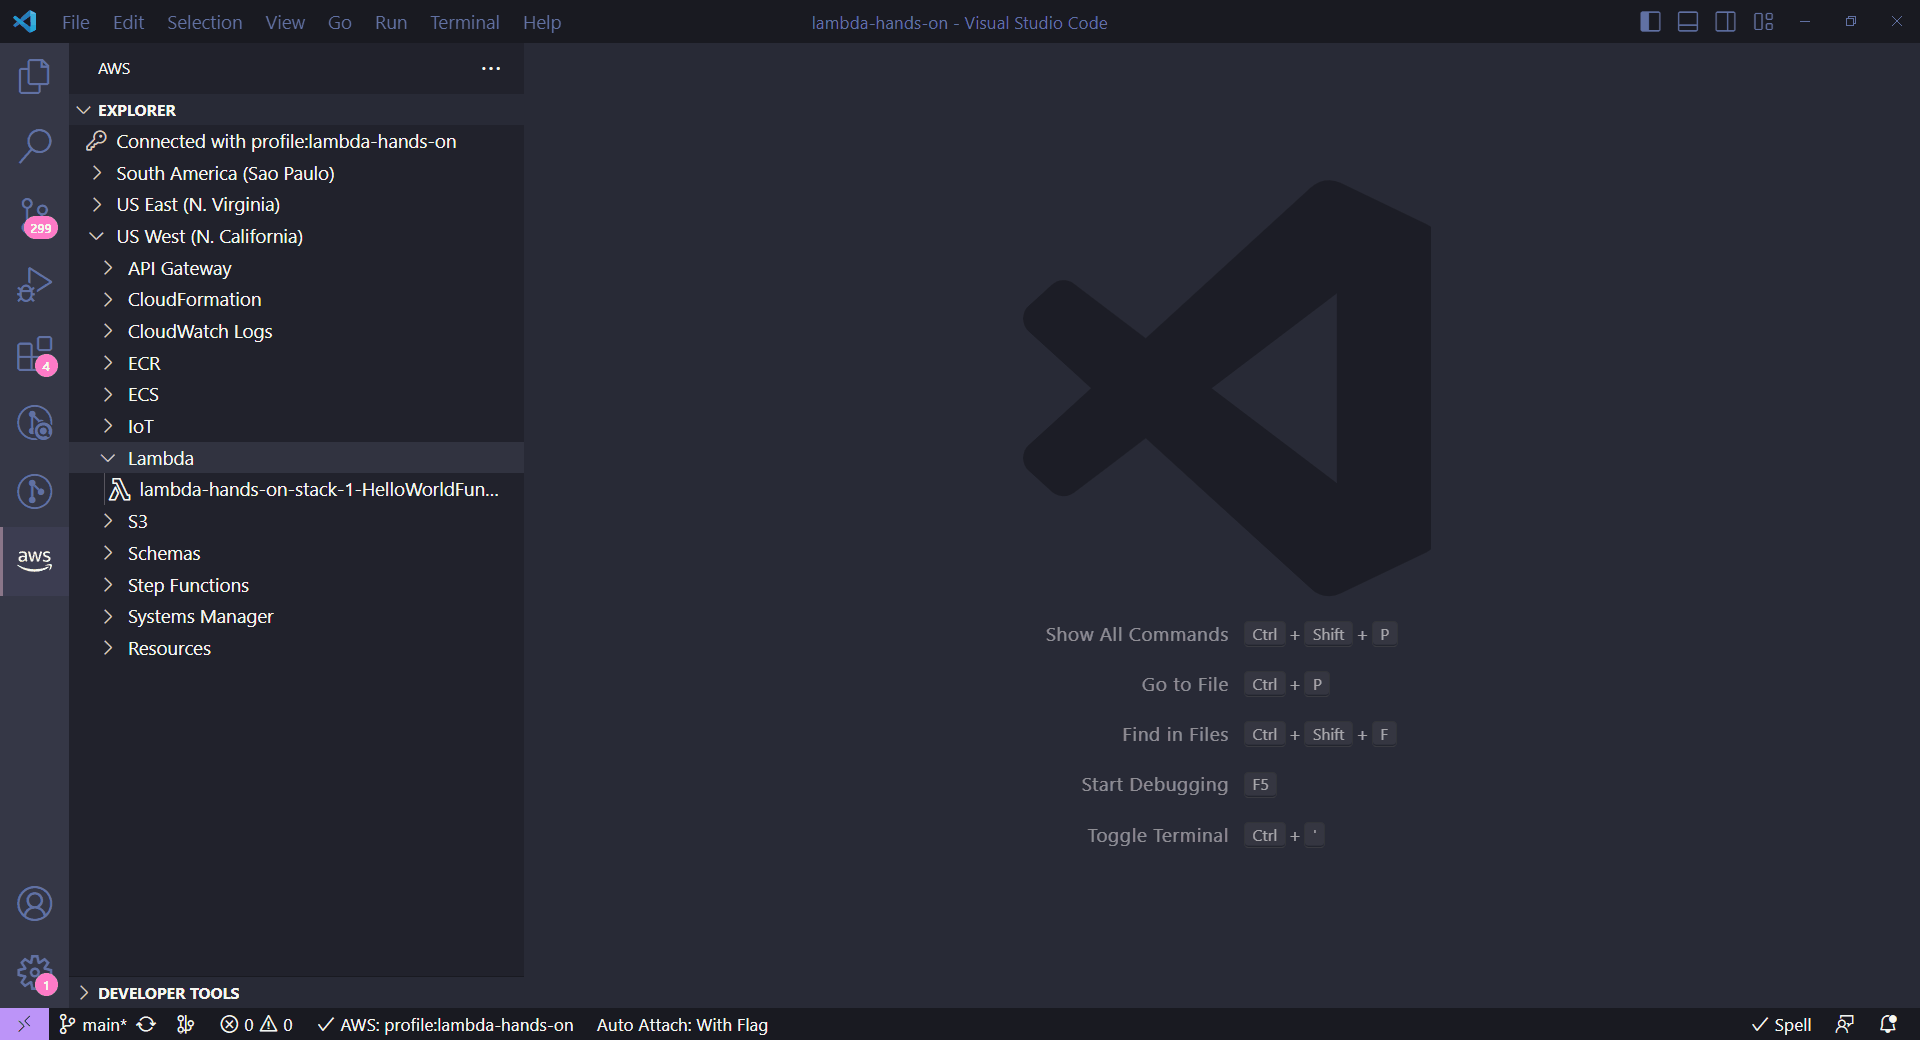 File Edit Selection View Go Run Terminal Help
lambda-hands-on - Visual Studio Code
AWS
EXPLORER
Connected with profile:lambda-hands-on
South America (Sao Paulo)
US East (N. Virginia)
299
US West (N. California)
API Gateway
CloudFormation
CloudWatch Logs
ECR
4
ECS
IoT
Lambda
lambda-hands-on-stack-1-HelloWorldFun...
S3
Schemas
aws
Step Functions
Systems Manager
Resources
Show All Commands Ctrl + Shift + P
Go to File Ctrl + P
Find in Files Ctrl + Shift + F
Start Debugging F5
Toggle Terminal Ctrl + '
1
DEVELOPER TOOLS
main* 0 0 AWS: profile:lambda-hands-on Auto Attach: With Flag Spell